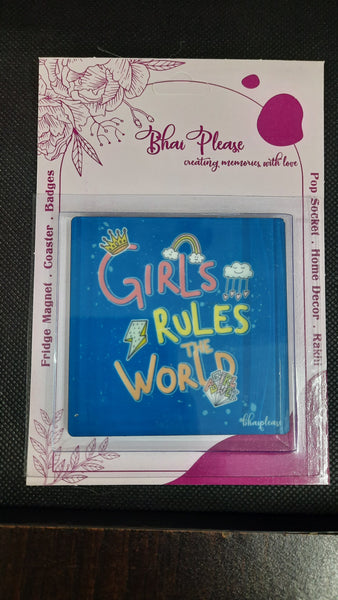 Bhai Please
creating memories with love
Fridge Magnet . Coaster . Badges
Pop Socket . Home Decor . Rakhi
GIRLS
RULES
THE
WORLD
@bhaiplease